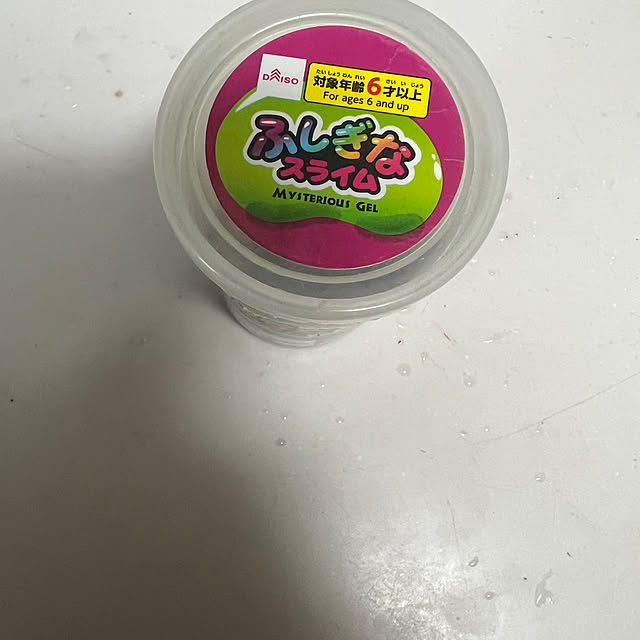 DAISO
たいしょうねんれい さいいじょう
対象年齢6才以上
For ages 6 and up
ふしぎな
スライム
MYSTERIOUS GEL